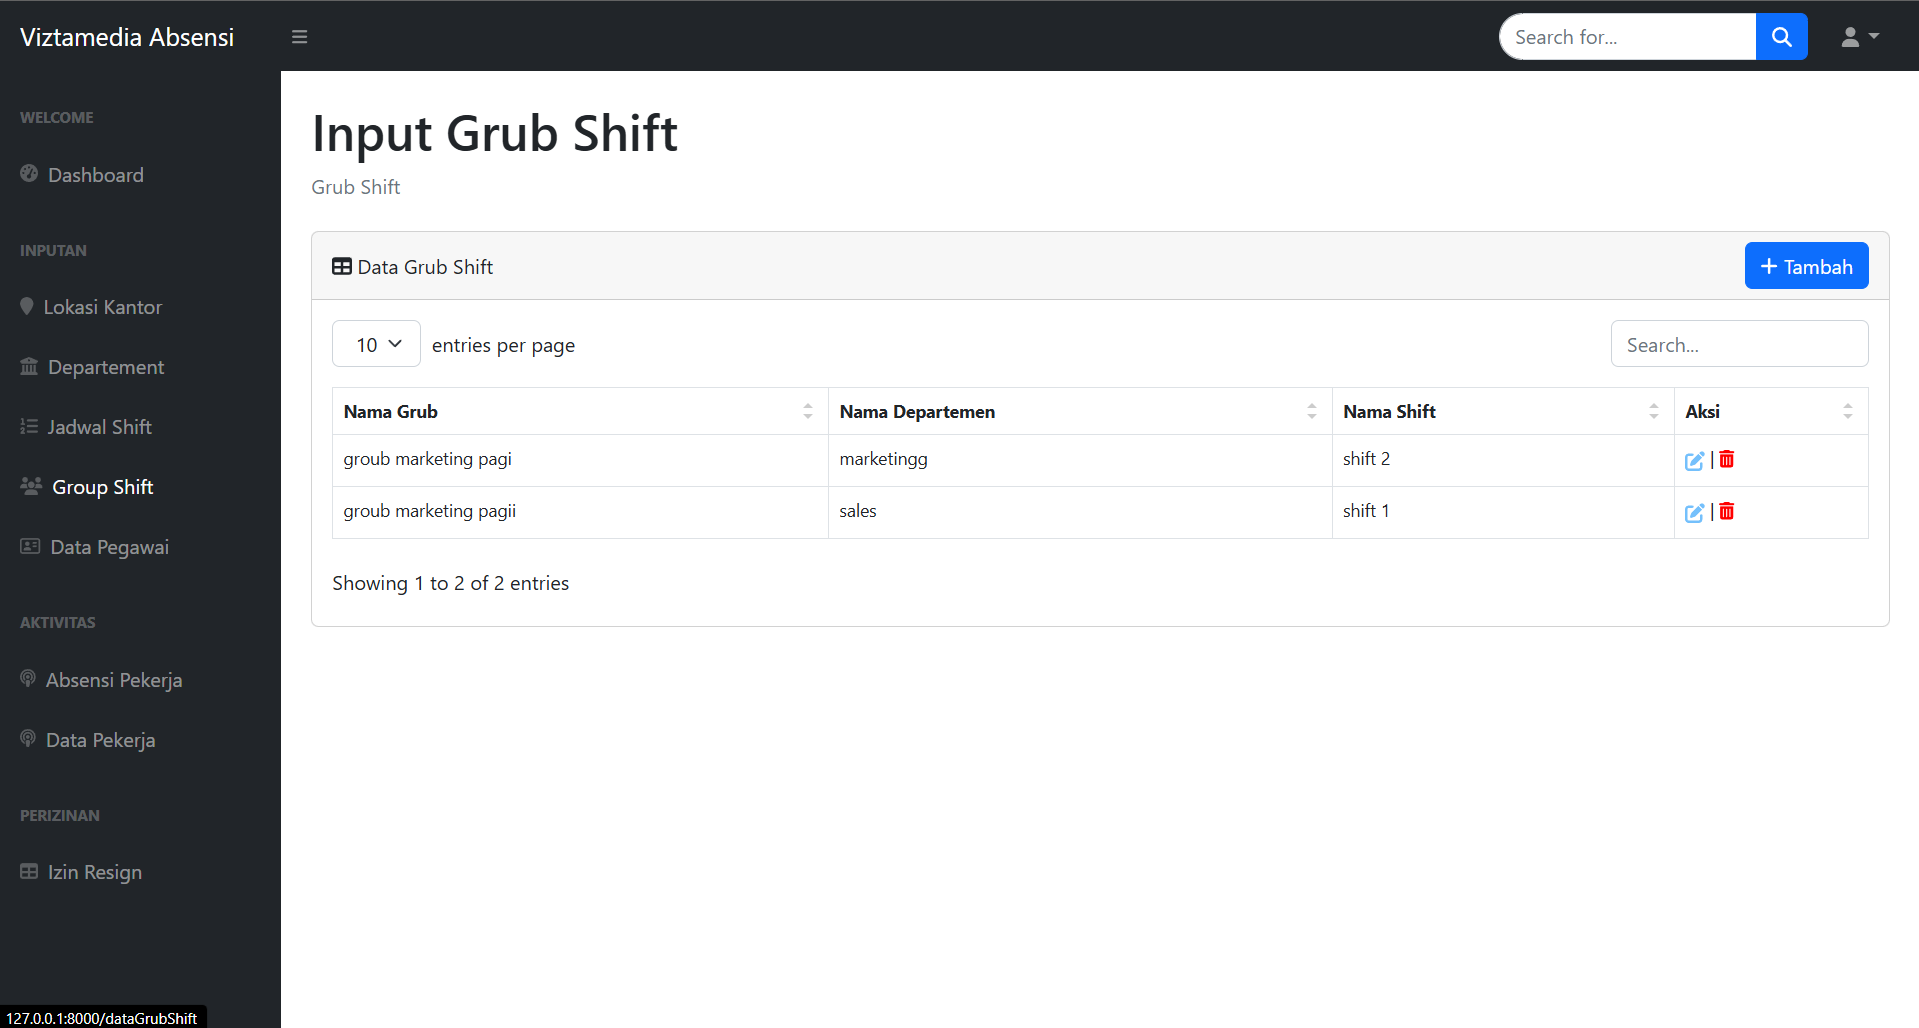 Viztamedia Absensi
Search for...
WELCOME
Dashboard
INPUTAN
Lokasi Kantor
Departement
Jadwal Shift
Group Shift
Data Pegawai
AKTIVITAS
Absensi Pekerja
Data Pekerja
PERIZINAN
Izin Resign
127.0.0.1:8000/dataGrubShift
Input Grub Shift
Grub Shift
Data Grub Shift
+ Tambah
10 entries per page
Search...
Nama Grub Nama Departemen Nama Shift Aksi
groub marketing pagi marketingg shift 2 |
groub marketing pagii sales shift 1 |
Showing 1 to 2 of 2 entries